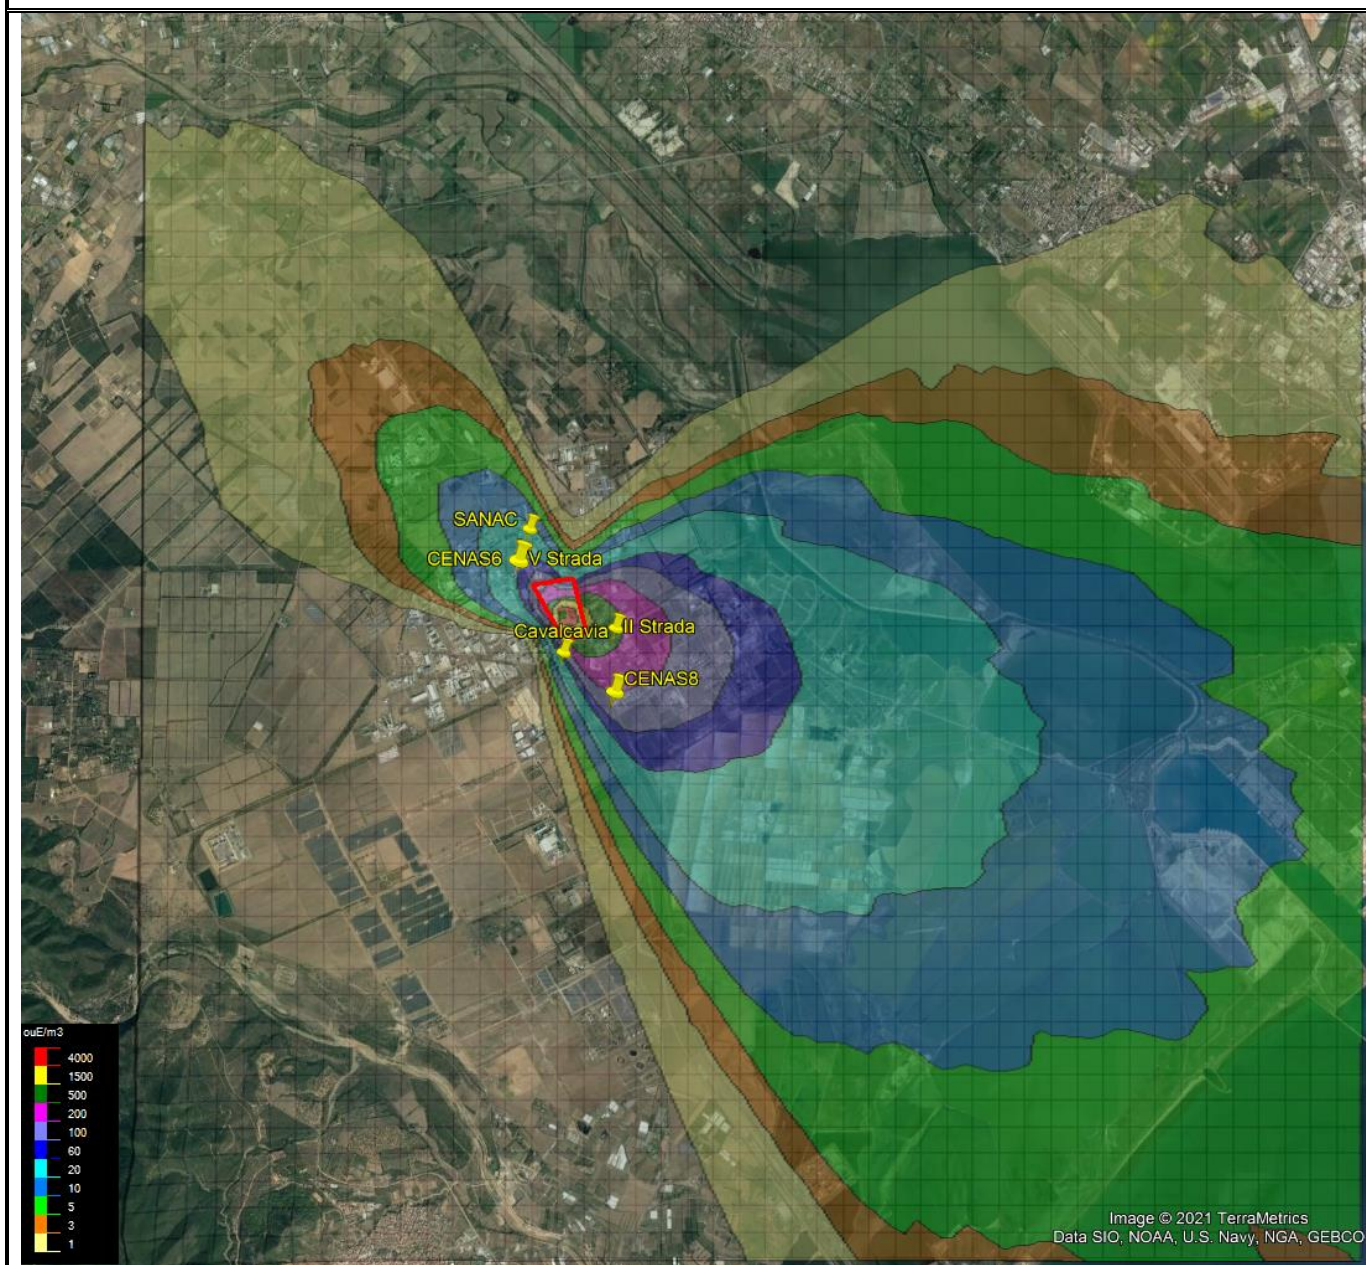 SANAC
CENAS6
V Strada
Cavalcavia
II Strada
CENAS8
ouE/m3
4000
1500
500
200
100
60
20
10
5
3
1
Image © 2021 TerraMetrics
Data SIO, NOAA, U.S. Navy, NGA, GEBCO